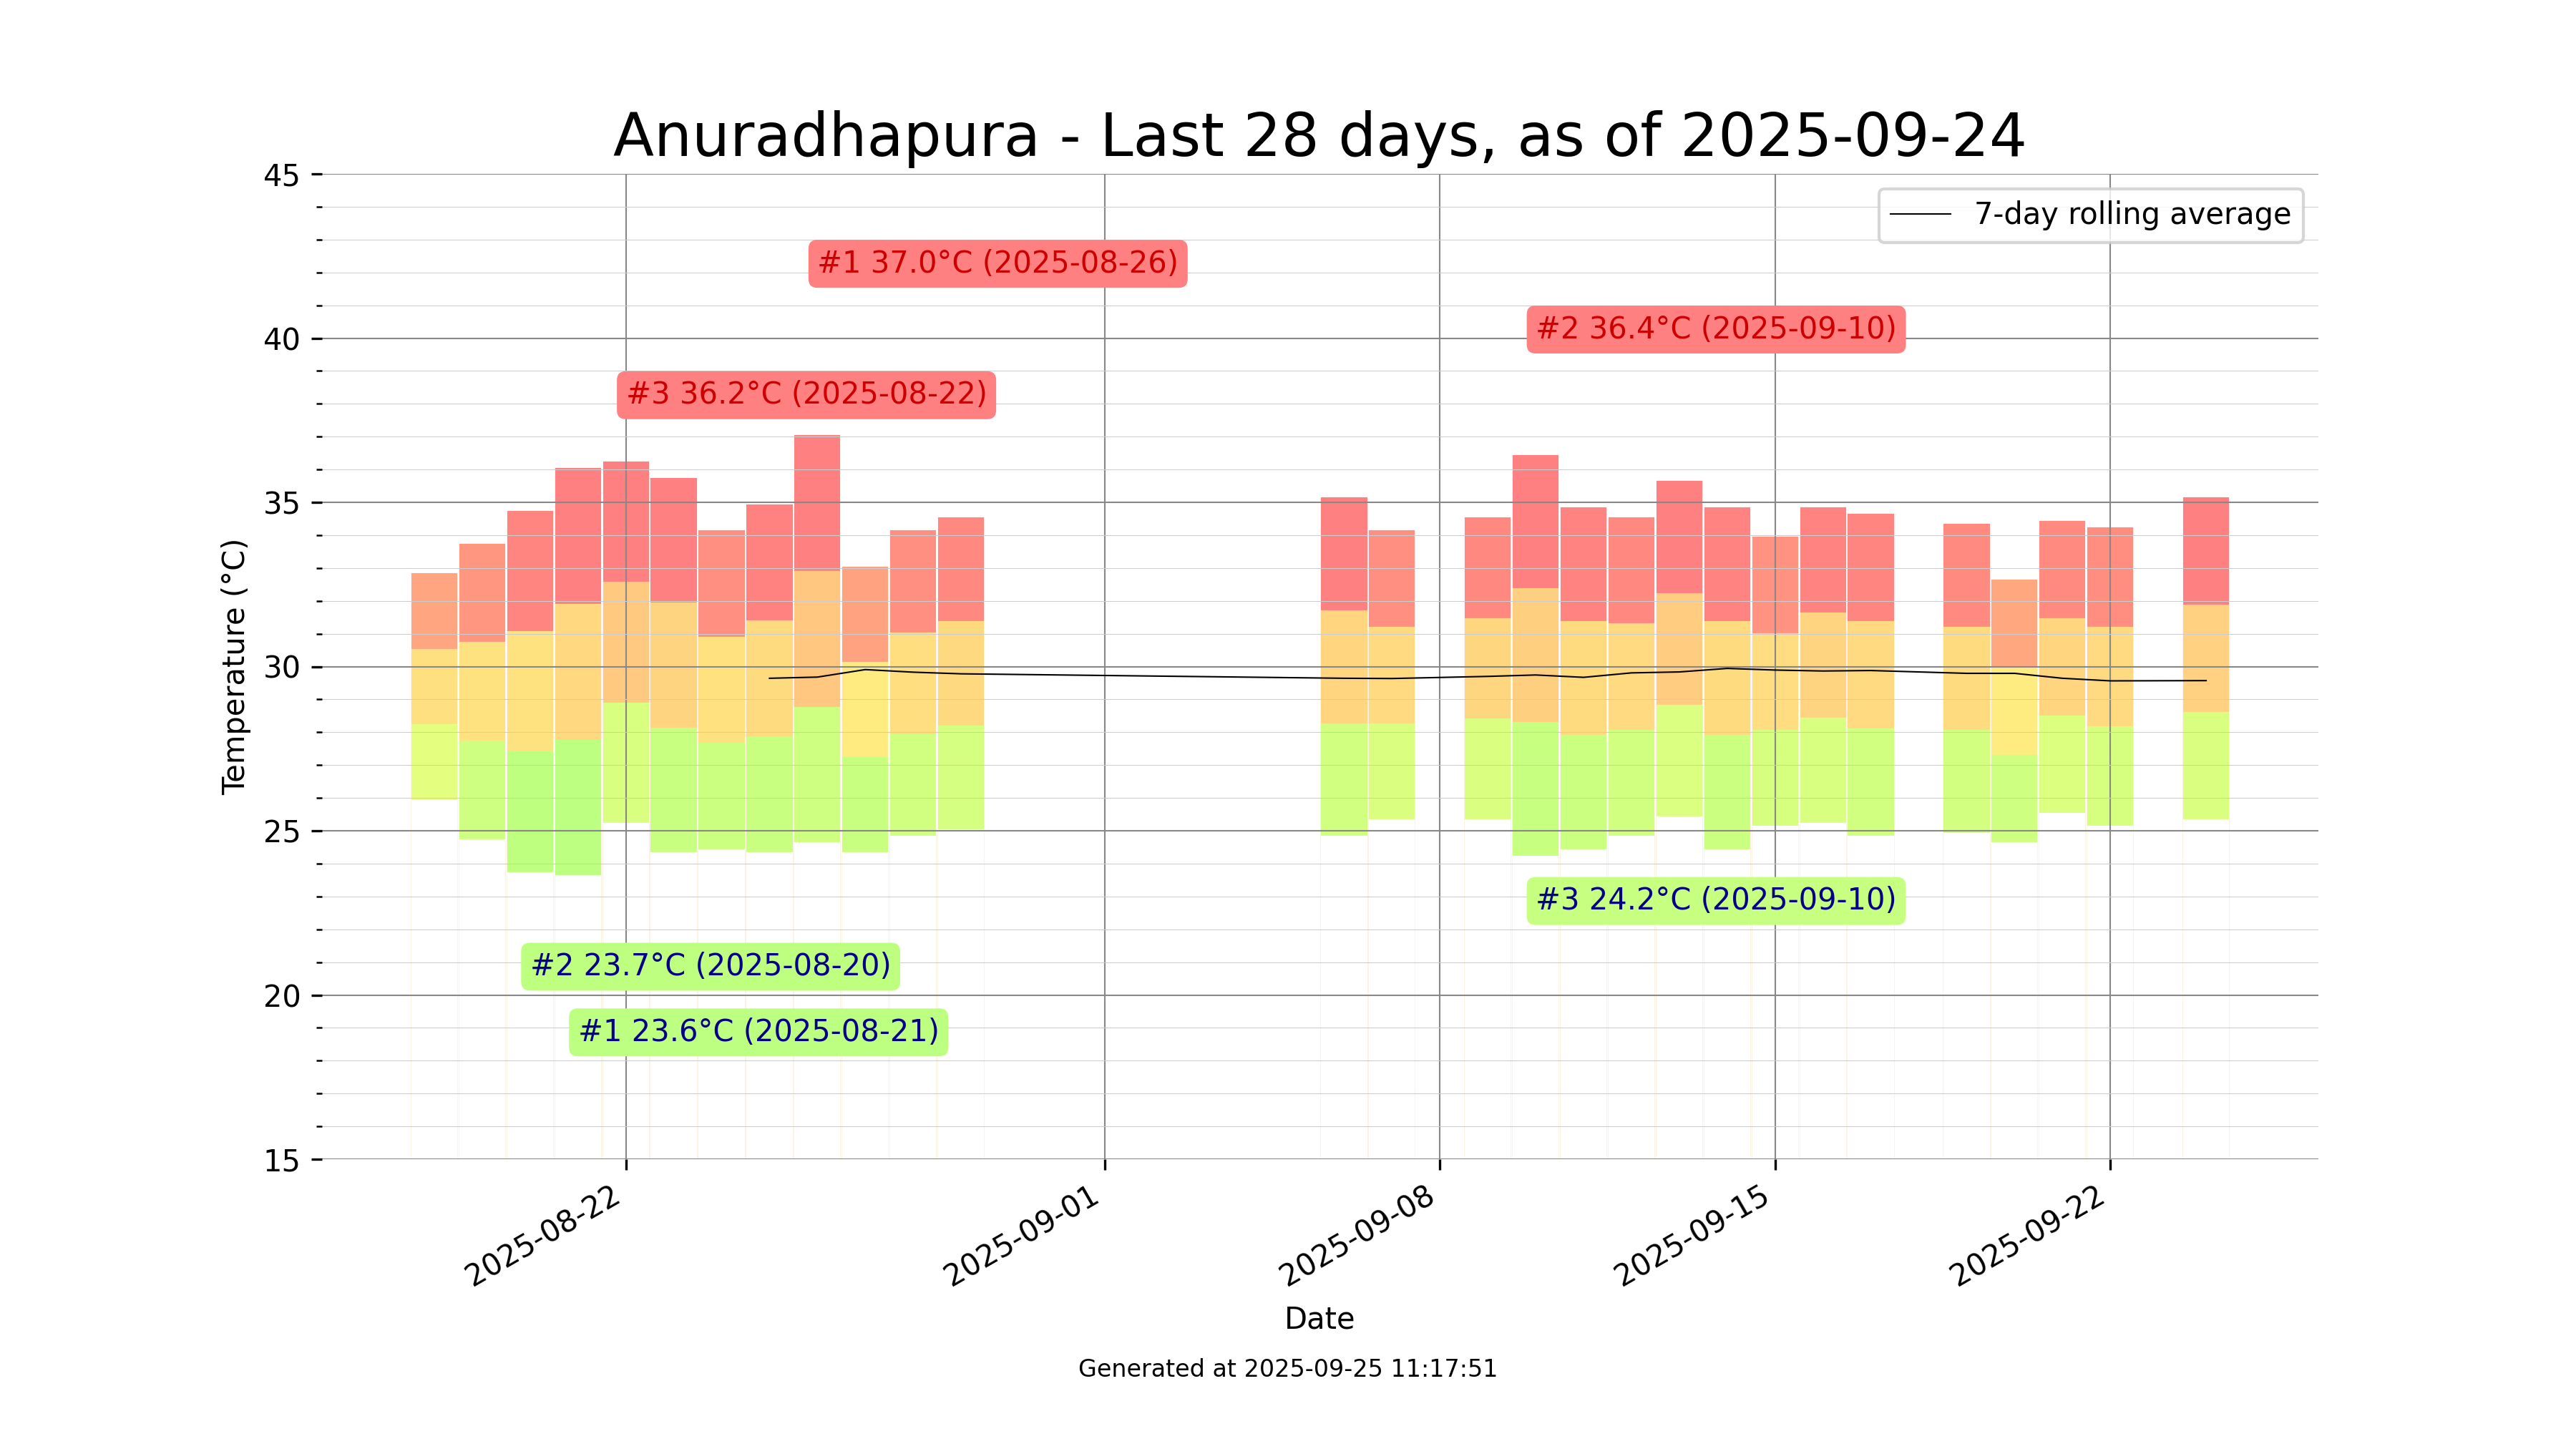 Anuradhapura - Last 28 days, as of 2025-09-24
7-day rolling average
#1 37.0°C (2025-08-26)
#2 36.4°C (2025-09-10)
#3 36.2°C (2025-08-22)
#3 24.2°C (2025-09-10)
#2 23.7°C (2025-08-20)
#1 23.6°C (2025-08-21)
Temperature (°C)
45
40
35
30
25
20
15
2025-08-22
2025-09-01
2025-09-08
2025-09-15
2025-09-22
Date
Generated at 2025-09-25 11:17:51